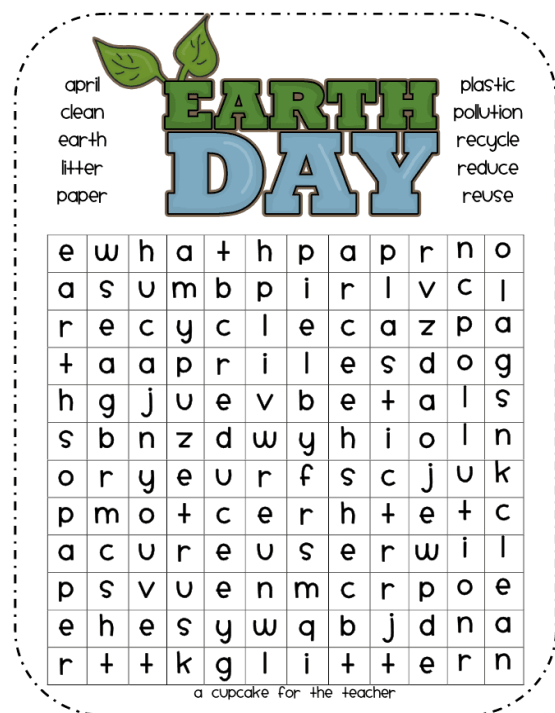 april
clean
earth
litter
paper
EARTH
DAY
plastic
pollution
recycle
reduce
reuse
e w h a t h p a p r n o
a s u m b p i r l v c l
r e c y c l e c a z p a
t a a p r i l e s d o g
h g j u e v b e t a l s
s b n z d w y h i o l n
o r y e u r f s c j u k
p m o t c e r h t e t c
a c u r e u s e r w i l
p s v u e n m c r p o e
e h e s y w q b j d n a
r t t k g l i t t e r n
a cupcake for the teacher